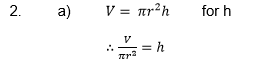 2. a) V = πr²h for h
∴ V/πr² = h